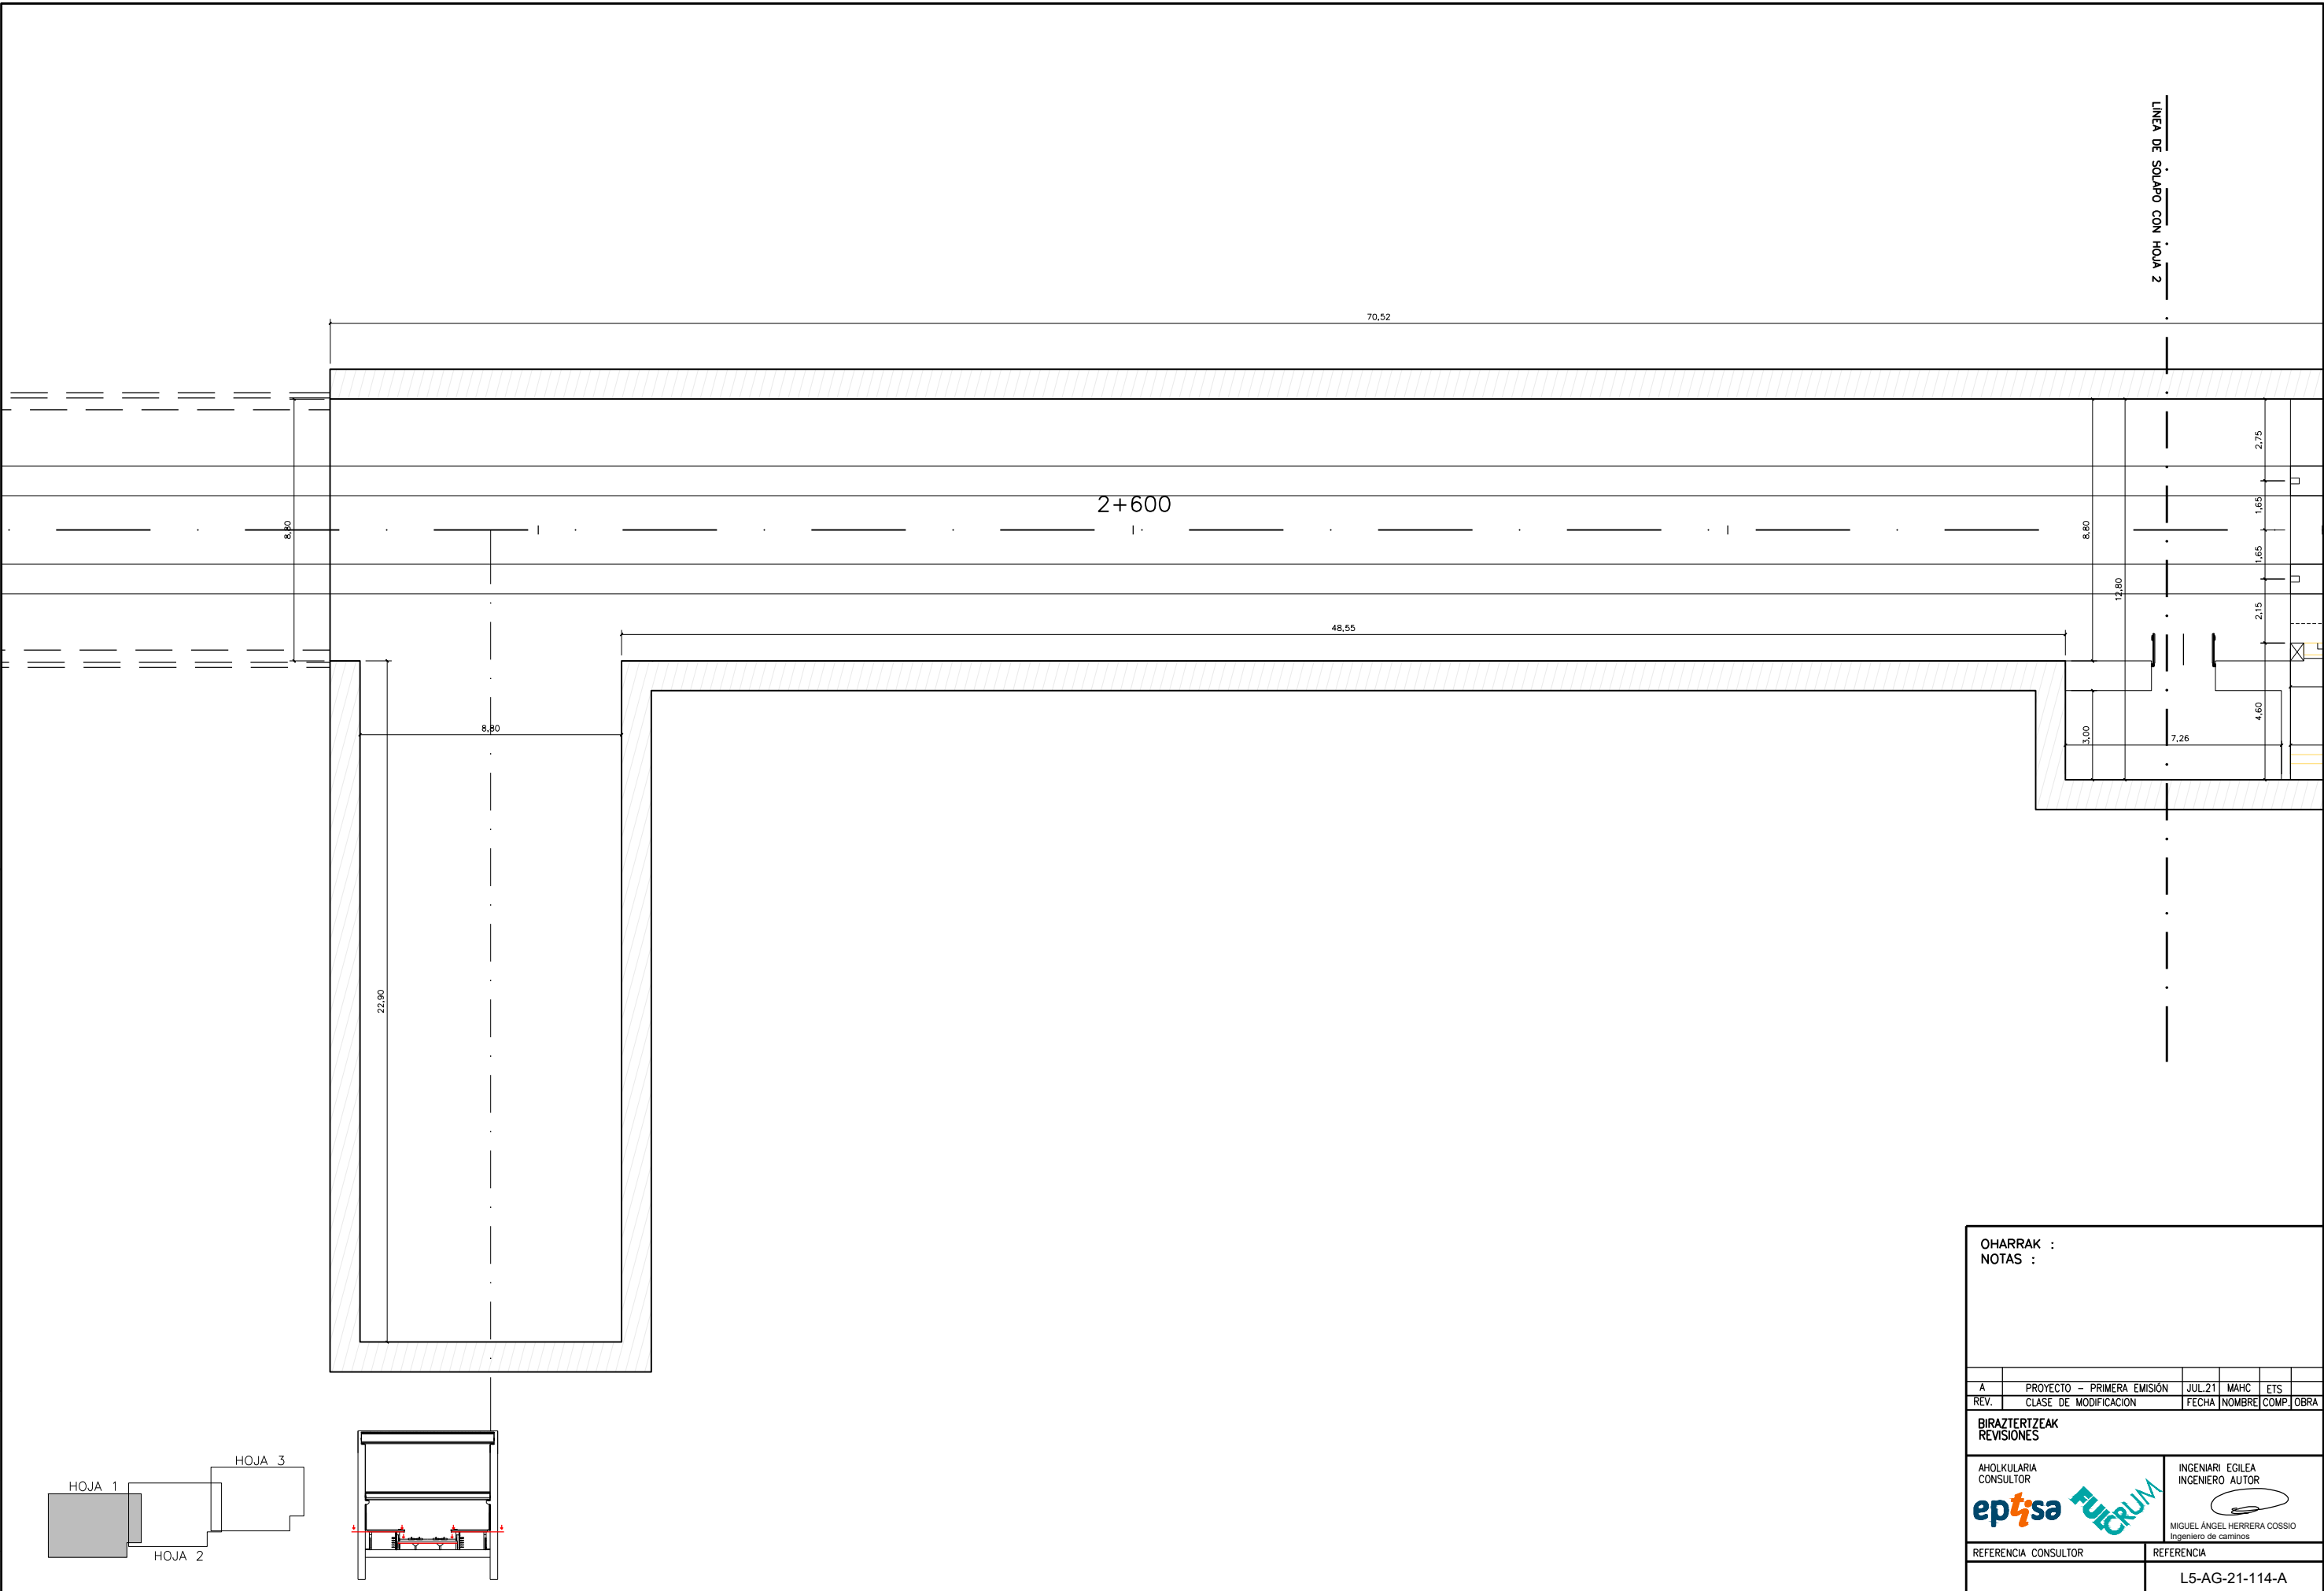 LÍNEA DE SOLAPO CON HOJA 2
70,52
8,80
2+600
2,75
1,65
8,80
1,65
12,80
2,15
48,55
8,80
4,60
3,00
7,26
22,90
OHARRAK :
NOTAS :
A PROYECTO - PRIMERA EMISIÓN JUL.21 MAHC ETS
REV. CLASE DE MODIFICACION FECHA NOMBRE COMP. OBRA
BIRAZTERTZEAK
REVISIONES
AHOLKULARIA
CONSULTOR
eptisa
FULCRUM
INGENIARI EGILEA
INGENIERO AUTOR
MIGUEL ÁNGEL HERRERA COSSIO
Ingeniero de caminos
REFERENCIA CONSULTOR
REFERENCIA
L5-AG-21-114-A
HOJA 3
HOJA 1
HOJA 2